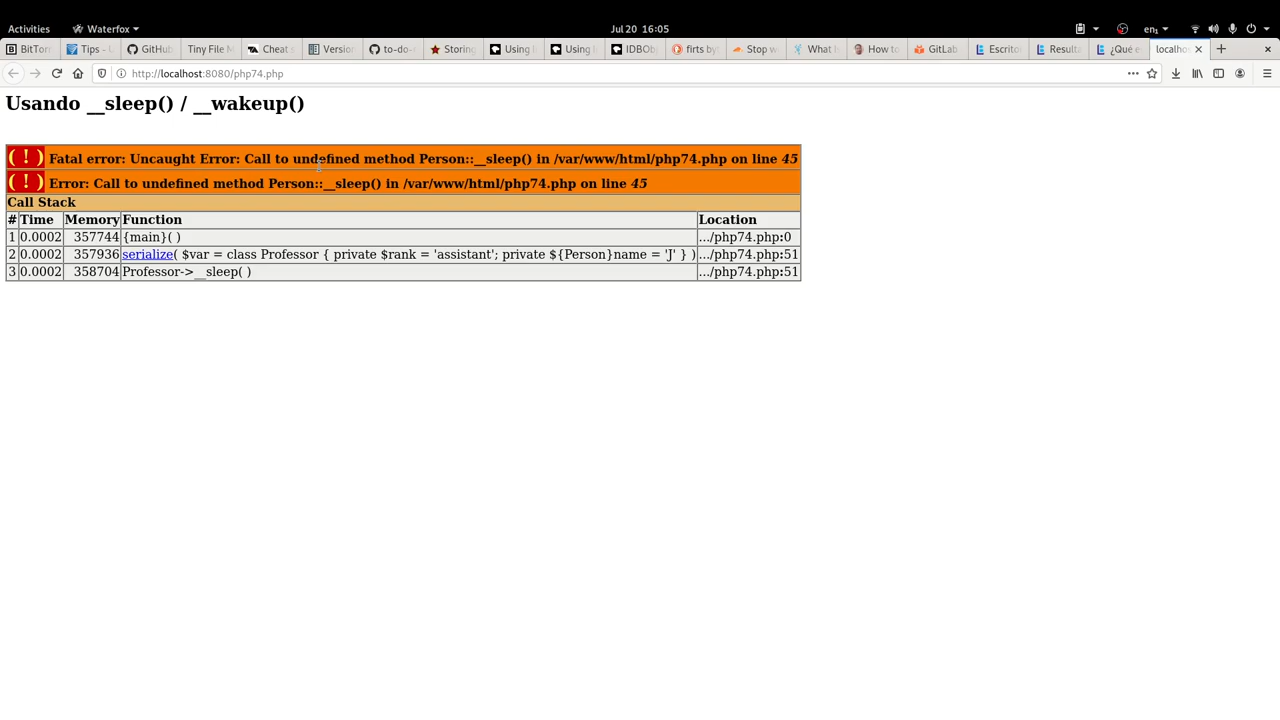 Activities
Waterfox
Jul 20 16:05
en₁
BitTorr
Tips - U
GitHub
Tiny File M
Cheat s
Version
to-do-
Storing
Using I
Using I
IDBOb
firts by
Stop w
What h
How to
GitLab
Escrito
Resulta
¿Qué e
localhos
http://localhost:8080/php74.php
Usando __sleep() / __wakeup()
( ! ) Fatal error: Uncaught Error: Call to undefined method Person::__sleep() in /var/www/html/php74.php on line 45
( ! ) Error: Call to undefined method Person::__sleep() in /var/www/html/php74.php on line 45
Call Stack
# Time Memory Function Location
1 0.0002 357744 {main}( ) .../php74.php:0
2 0.0002 357936 serialize( $var = class Professor { private $rank = 'assistant'; private ${Person}name = 'J' } ) .../php74.php:51
3 0.0002 358704 Professor->__sleep( ) .../php74.php:51